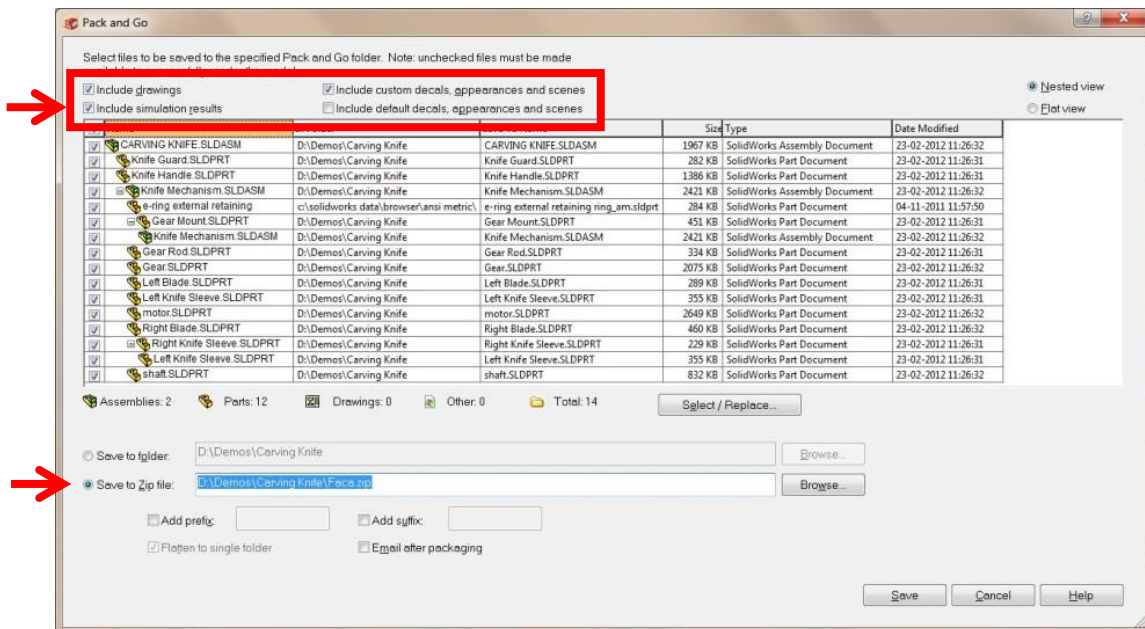 Pack and Go
Select files to be saved to the specified Pack and Go folder. Note: unchecked files must be made
Include drawings Include custom decals, appearances and scenes Nested view
Include simulation results Include default decals, appearances and scenes Flat view
Size Type Date Modified
CARVING KNIFE.SLDASM D:\Demos\Carving Knife CARVING KNIFE.SLDASM 1967 KB SolidWorks Assembly Document 23-02-2012 11:26:32
Knife Guard.SLDPRT D:\Demos\Carving Knife Knife Guard.SLDPRT 282 KB SolidWorks Part Document 23-02-2012 11:26:31
Knife Handle.SLDPRT D:\Demos\Carving Knife Knife Handle.SLDPRT 1386 KB SolidWorks Part Document 23-02-2012 11:26:32
Knife Mechanism.SLDASM D:\Demos\Carving Knife Knife Mechanism.SLDASM 2421 KB SolidWorks Assembly Document 23-02-2012 11:26:32
e-ring external retaining c:\solidworks data\browser\ansi metric\ e-ring external retaining ring_am.sldprt 284 KB SolidWorks Part Document 04-11-2011 11:57:50
Gear Mount.SLDPRT D:\Demos\Carving Knife Gear Mount.SLDPRT 451 KB SolidWorks Part Document 23-02-2012 11:26:31
Knife Mechanism.SLDASM D:\Demos\Carving Knife Knife Mechanism.SLDASM 2421 KB SolidWorks Assembly Document 23-02-2012 11:26:32
Gear Rod.SLDPRT D:\Demos\Carving Knife Gear Rod.SLDPRT 334 KB SolidWorks Part Document 23-02-2012 11:26:31
Gear.SLDPRT D:\Demos\Carving Knife Gear.SLDPRT 2075 KB SolidWorks Part Document 23-02-2012 11:26:32
Left Blade.SLDPRT D:\Demos\Carving Knife Left Blade.SLDPRT 289 KB SolidWorks Part Document 23-02-2012 11:26:31
Left Knife Sleeve.SLDPRT D:\Demos\Carving Knife Left Knife Sleeve.SLDPRT 355 KB SolidWorks Part Document 23-02-2012 11:26:31
motor.SLDPRT D:\Demos\Carving Knife motor.SLDPRT 2649 KB SolidWorks Part Document 23-02-2012 11:26:32
Right Blade.SLDPRT D:\Demos\Carving Knife Right Blade.SLDPRT 460 KB SolidWorks Part Document 23-02-2012 11:26:32
Right Knife Sleeve.SLDPRT D:\Demos\Carving Knife Right Knife Sleeve.SLDPRT 229 KB SolidWorks Part Document 23-02-2012 11:26:31
Left Knife Sleeve.SLDPRT D:\Demos\Carving Knife Left Knife Sleeve.SLDPRT 355 KB SolidWorks Part Document 23-02-2012 11:26:31
shaft.SLDPRT D:\Demos\Carving Knife shaft.SLDPRT 832 KB SolidWorks Part Document 23-02-2012 11:26:32
Assemblies: 2 Parts: 12 Drawings: 0 Other: 0 Total: 14 Select / Replace...
Save to folder: D:\Demos\Carving Knife Browse...
Save to Zip file: D:\Demos\Carving Knife\Faca.zip Browse...
Add prefix: Add suffix:
Flatten to single folder Email after packaging
Save Cancel Help